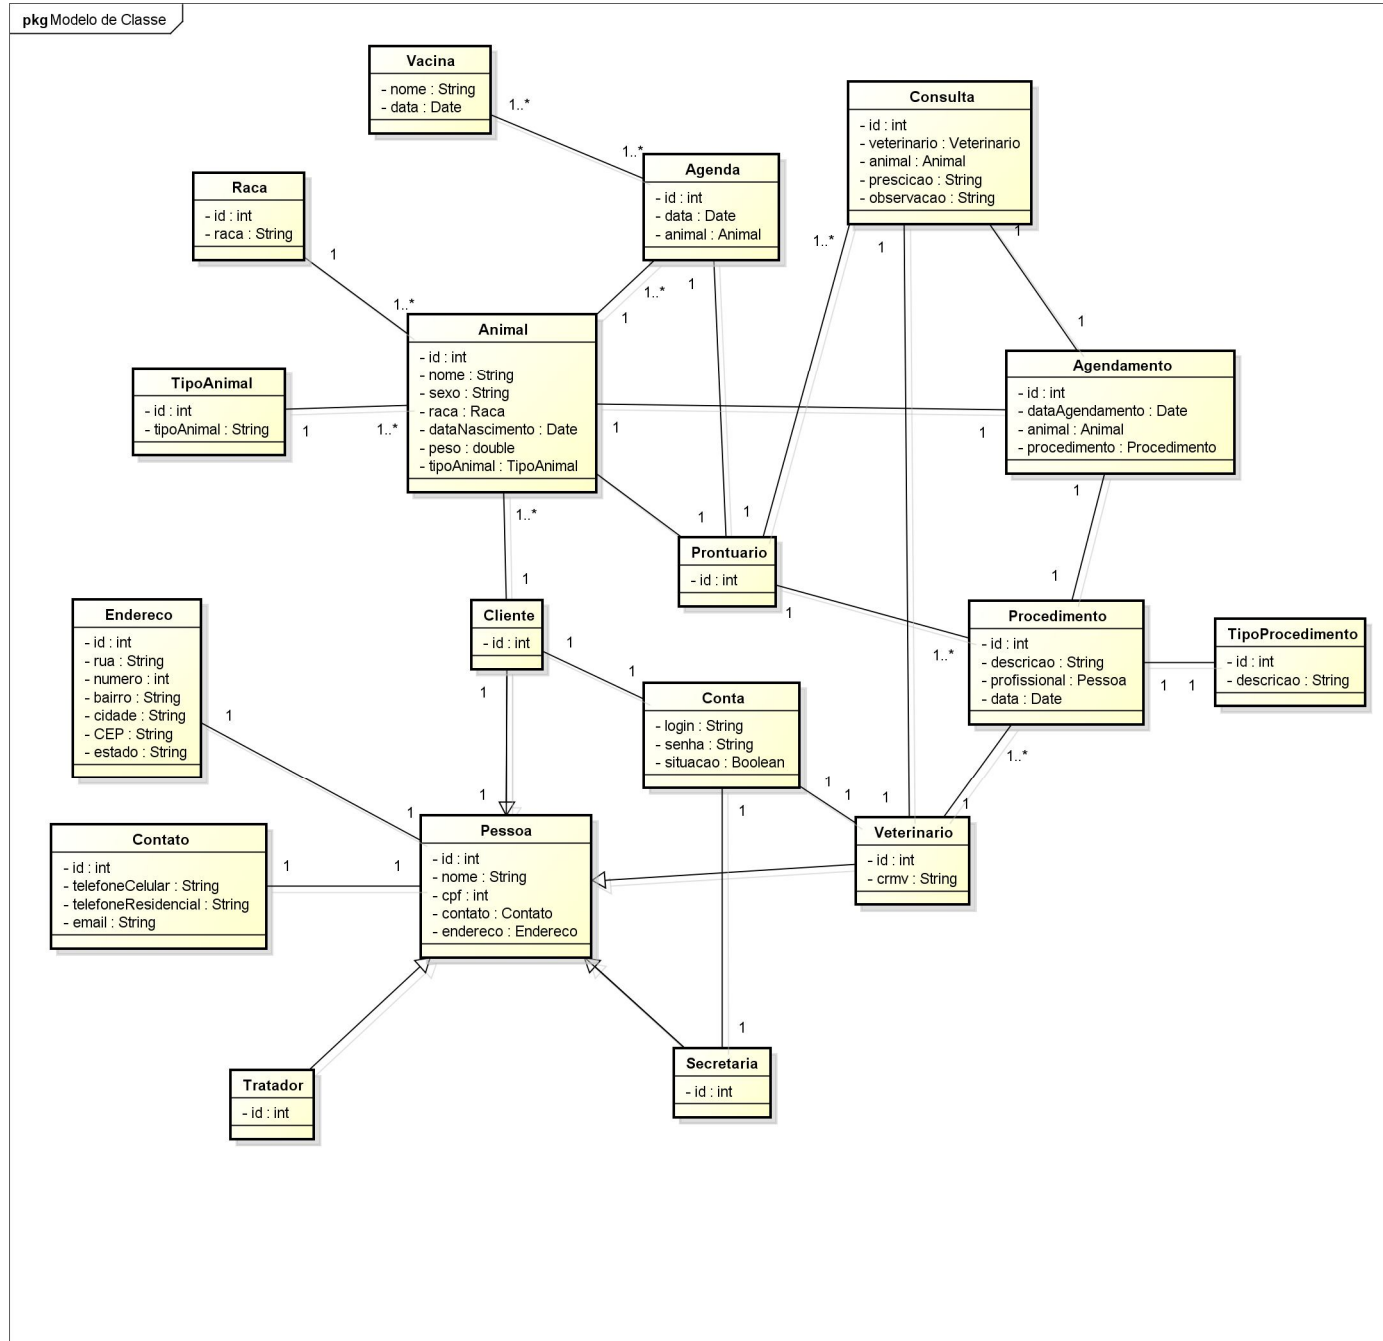 pkg Modelo de Classe
Vacina
- nome : String
- data : Date
1..*
1..*
Consulta
- id : int
- veterinario : Veterinario
- animal : Animal
- prescicao : String
- observacao : String
1..*
1
1
Agenda
- id : int
- data : Date
- animal : Animal
1..*
1
1
Raca
- id : int
- raca : String
1
1..*
Animal
- id : int
- nome : String
- sexo : String
- raca : Raca
- dataNascimento : Date
- peso : double
- tipoAnimal : TipoAnimal
TipoAnimal
- id : int
- tipoAnimal : String
1
1..*
1
1
1
Agendamento
- id : int
- dataAgendamento : Date
- animal : Animal
- procedimento : Procedimento
1
1
1..*
1
1
1
Prontuario
- id : int
1
1..*
Cliente
- id : int
1
1
1
1
Endereco
- id : int
- rua : String
- numero : int
- bairro : String
- cidade : String
- CEP : String
- estado : String
1
1
Procedimento
- id : int
- descricao : String
- profissional : Pessoa
- data : Date
1
1
1..*
1
TipoProcedimento
- id : int
- descricao : String
Conta
- login : String
- senha : String
- situacao : Boolean
1
1
1
1
1
Veterinario
- id : int
- crmv : String
Contato
- id : int
- telefoneCelular : String
- telefoneResidencial : String
- email : String
1
1
Pessoa
- id : int
- nome : String
- cpf : int
- contato : Contato
- endereco : Endereco
Tratador
- id : int
Secretaria
- id : int